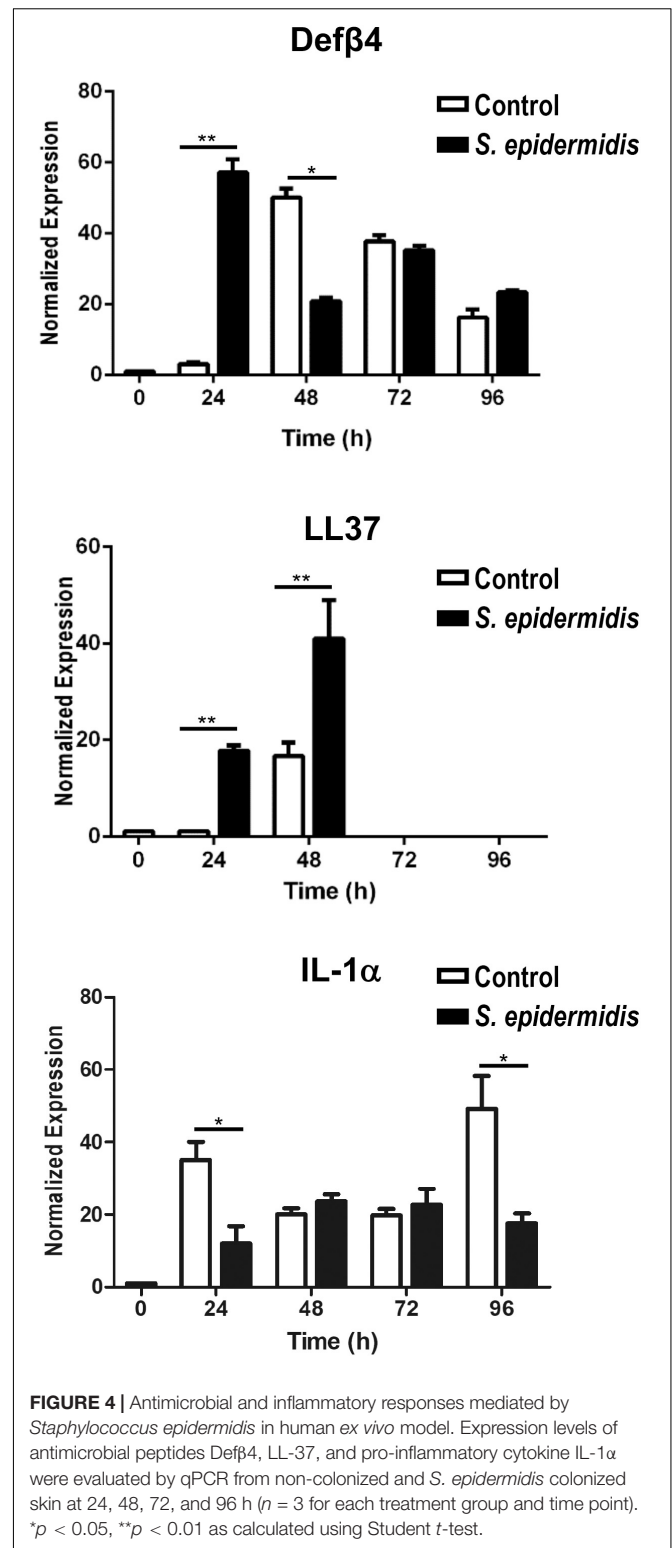 Defβ4
Control
S. epidermidis
80
60
40
20
0
**
*
Normalized Expression
0 24 48 72 96
Time (h)
LL37
Control
S. epidermidis
60
40
20
0
**
**
Normalized Expression
0 24 48 72 96
Time (h)
IL-1α
Control
S. epidermidis
80
60
40
20
0
*
*
Normalized Expression
0 24 48 72 96
Time (h)
FIGURE 4 | Antimicrobial and inflammatory responses mediated by
Staphylococcus epidermidis in human ex vivo model. Expression levels of
antimicrobial peptides Defβ4, LL-37, and pro-inflammatory cytokine IL-1α
were evaluated by qPCR from non-colonized and S. epidermidis colonized
skin at 24, 48, 72, and 96 h (n = 3 for each treatment group and time point).
*p < 0.05, **p < 0.01 as calculated using Student t-test.